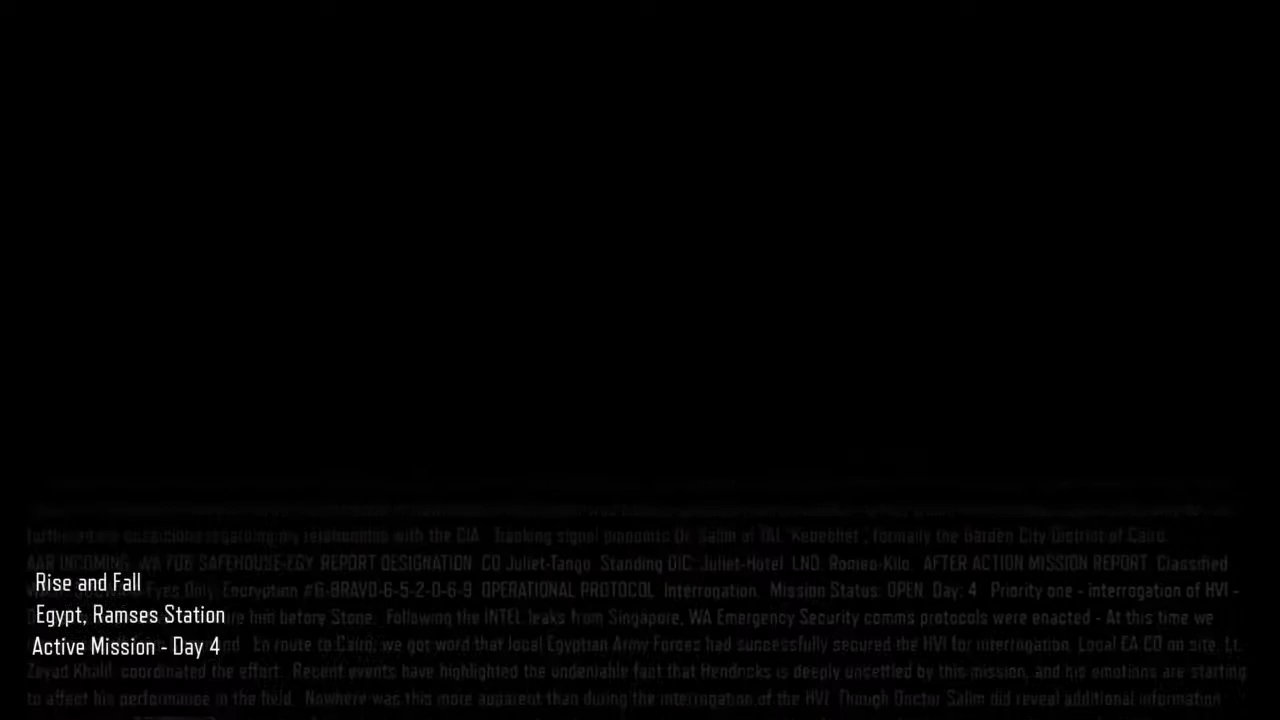 furthermore suspicions regarding my relationship with the CIA. Tracking signal pinpoints Dr. Salim at formally the Garden City District of Cairo.
AAR INCOMING WA FOB SAFEHOUSE-EGY REPORT DESIGNATION CO Juliet-Tango Standing OIC: Juliet-Hotel LNO: Romeo-Kilo. AFTER ACTION MISSION REPORT Classified
Eyes Only. Encryption #6-BRAVO-6-5-2-0-6-9 OPERATIONAL PROTOCOL Interrogation. Mission Status: OPEN Day: 4 Priority one - interrogation of HVI -
him before Stone. Following the INTEL leaks from Singapore, WA Emergency Security comms protocols were enacted - At this time we
En route to Cairo, we got word that local Egyptian Army Forces had successfully secured the HVI for interrogation. Local EA CO on site, Lt.
Zeyad Khalil, coordinated the effort. Recent events have highlighted the undeniable fact that Hendricks is deeply unsettled by this mission, and his emotions are starting
to affect his performance in the field. Nowhere was this more apparent than during the interrogation of the HVI. Though Doctor Salim did reveal additional information
Rise and Fall
Egypt, Ramses Station
Active Mission - Day 4